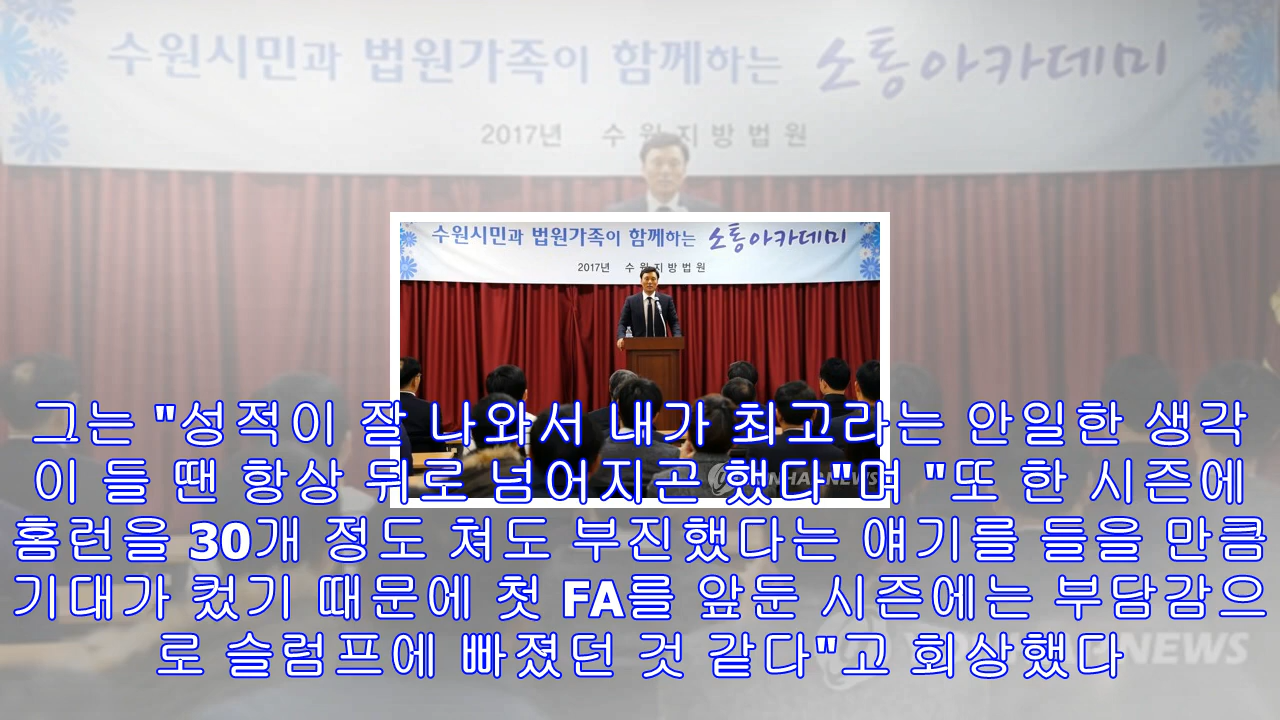 수원시민과 법원가족이 함께하는 소통아카데미
2017년 수원지방법원
수원시민과 법원가족이 함께하는 소통아카데미
2017년 수원지방법원
그는 "성적이 잘 나와서 내가 최고라는 안일한 생각
이 들 땐 항상 뒤로 넘어지곤 했다"며 "또 한 시즌에
홈런을 30개 정도 쳐도 부진했다는 얘기를 들을 만큼
기대가 컸기 때문에 첫 FA를 앞둔 시즌에는 부담감으
로 슬럼프에 빠졌던 것 같다"고 회상했다
YONHAPNEWS
YONHAPNEWS